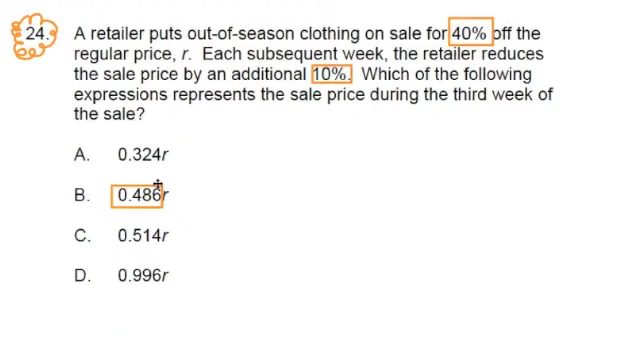 24. A retailer puts out-of-season clothing on sale for 40% off the
regular price, r. Each subsequent week, the retailer reduces
the sale price by an additional 10%. Which of the following
expressions represents the sale price during the third week of
the sale?
A. 0.324r
B. 0.486r
C. 0.514r
D. 0.996r